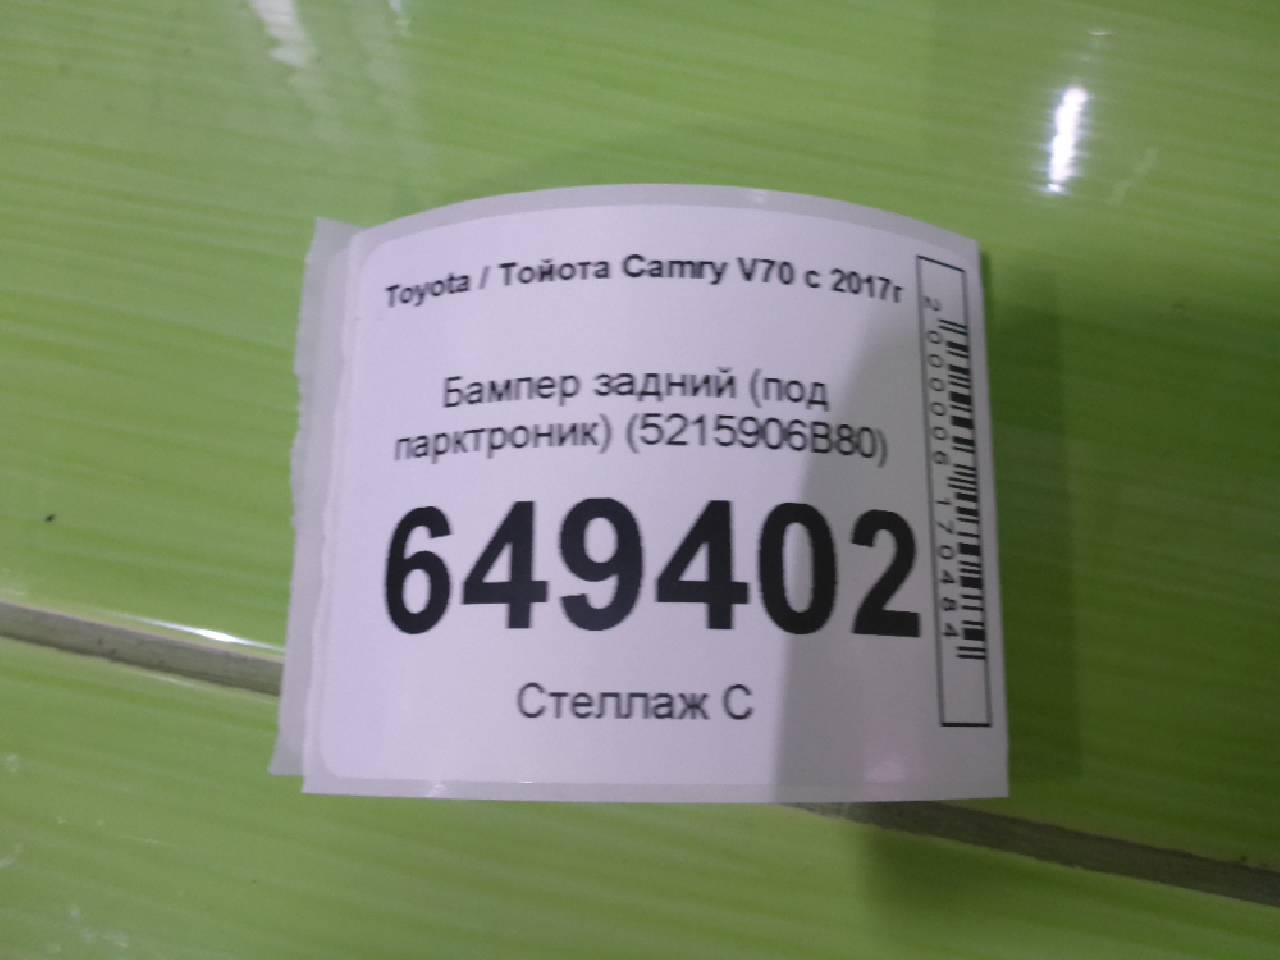 Toyota / Тойота Camry V70 с 2017г
Бампер задний (под
парктроник) (5215906B80)
649402
Стеллаж С
2000006170484